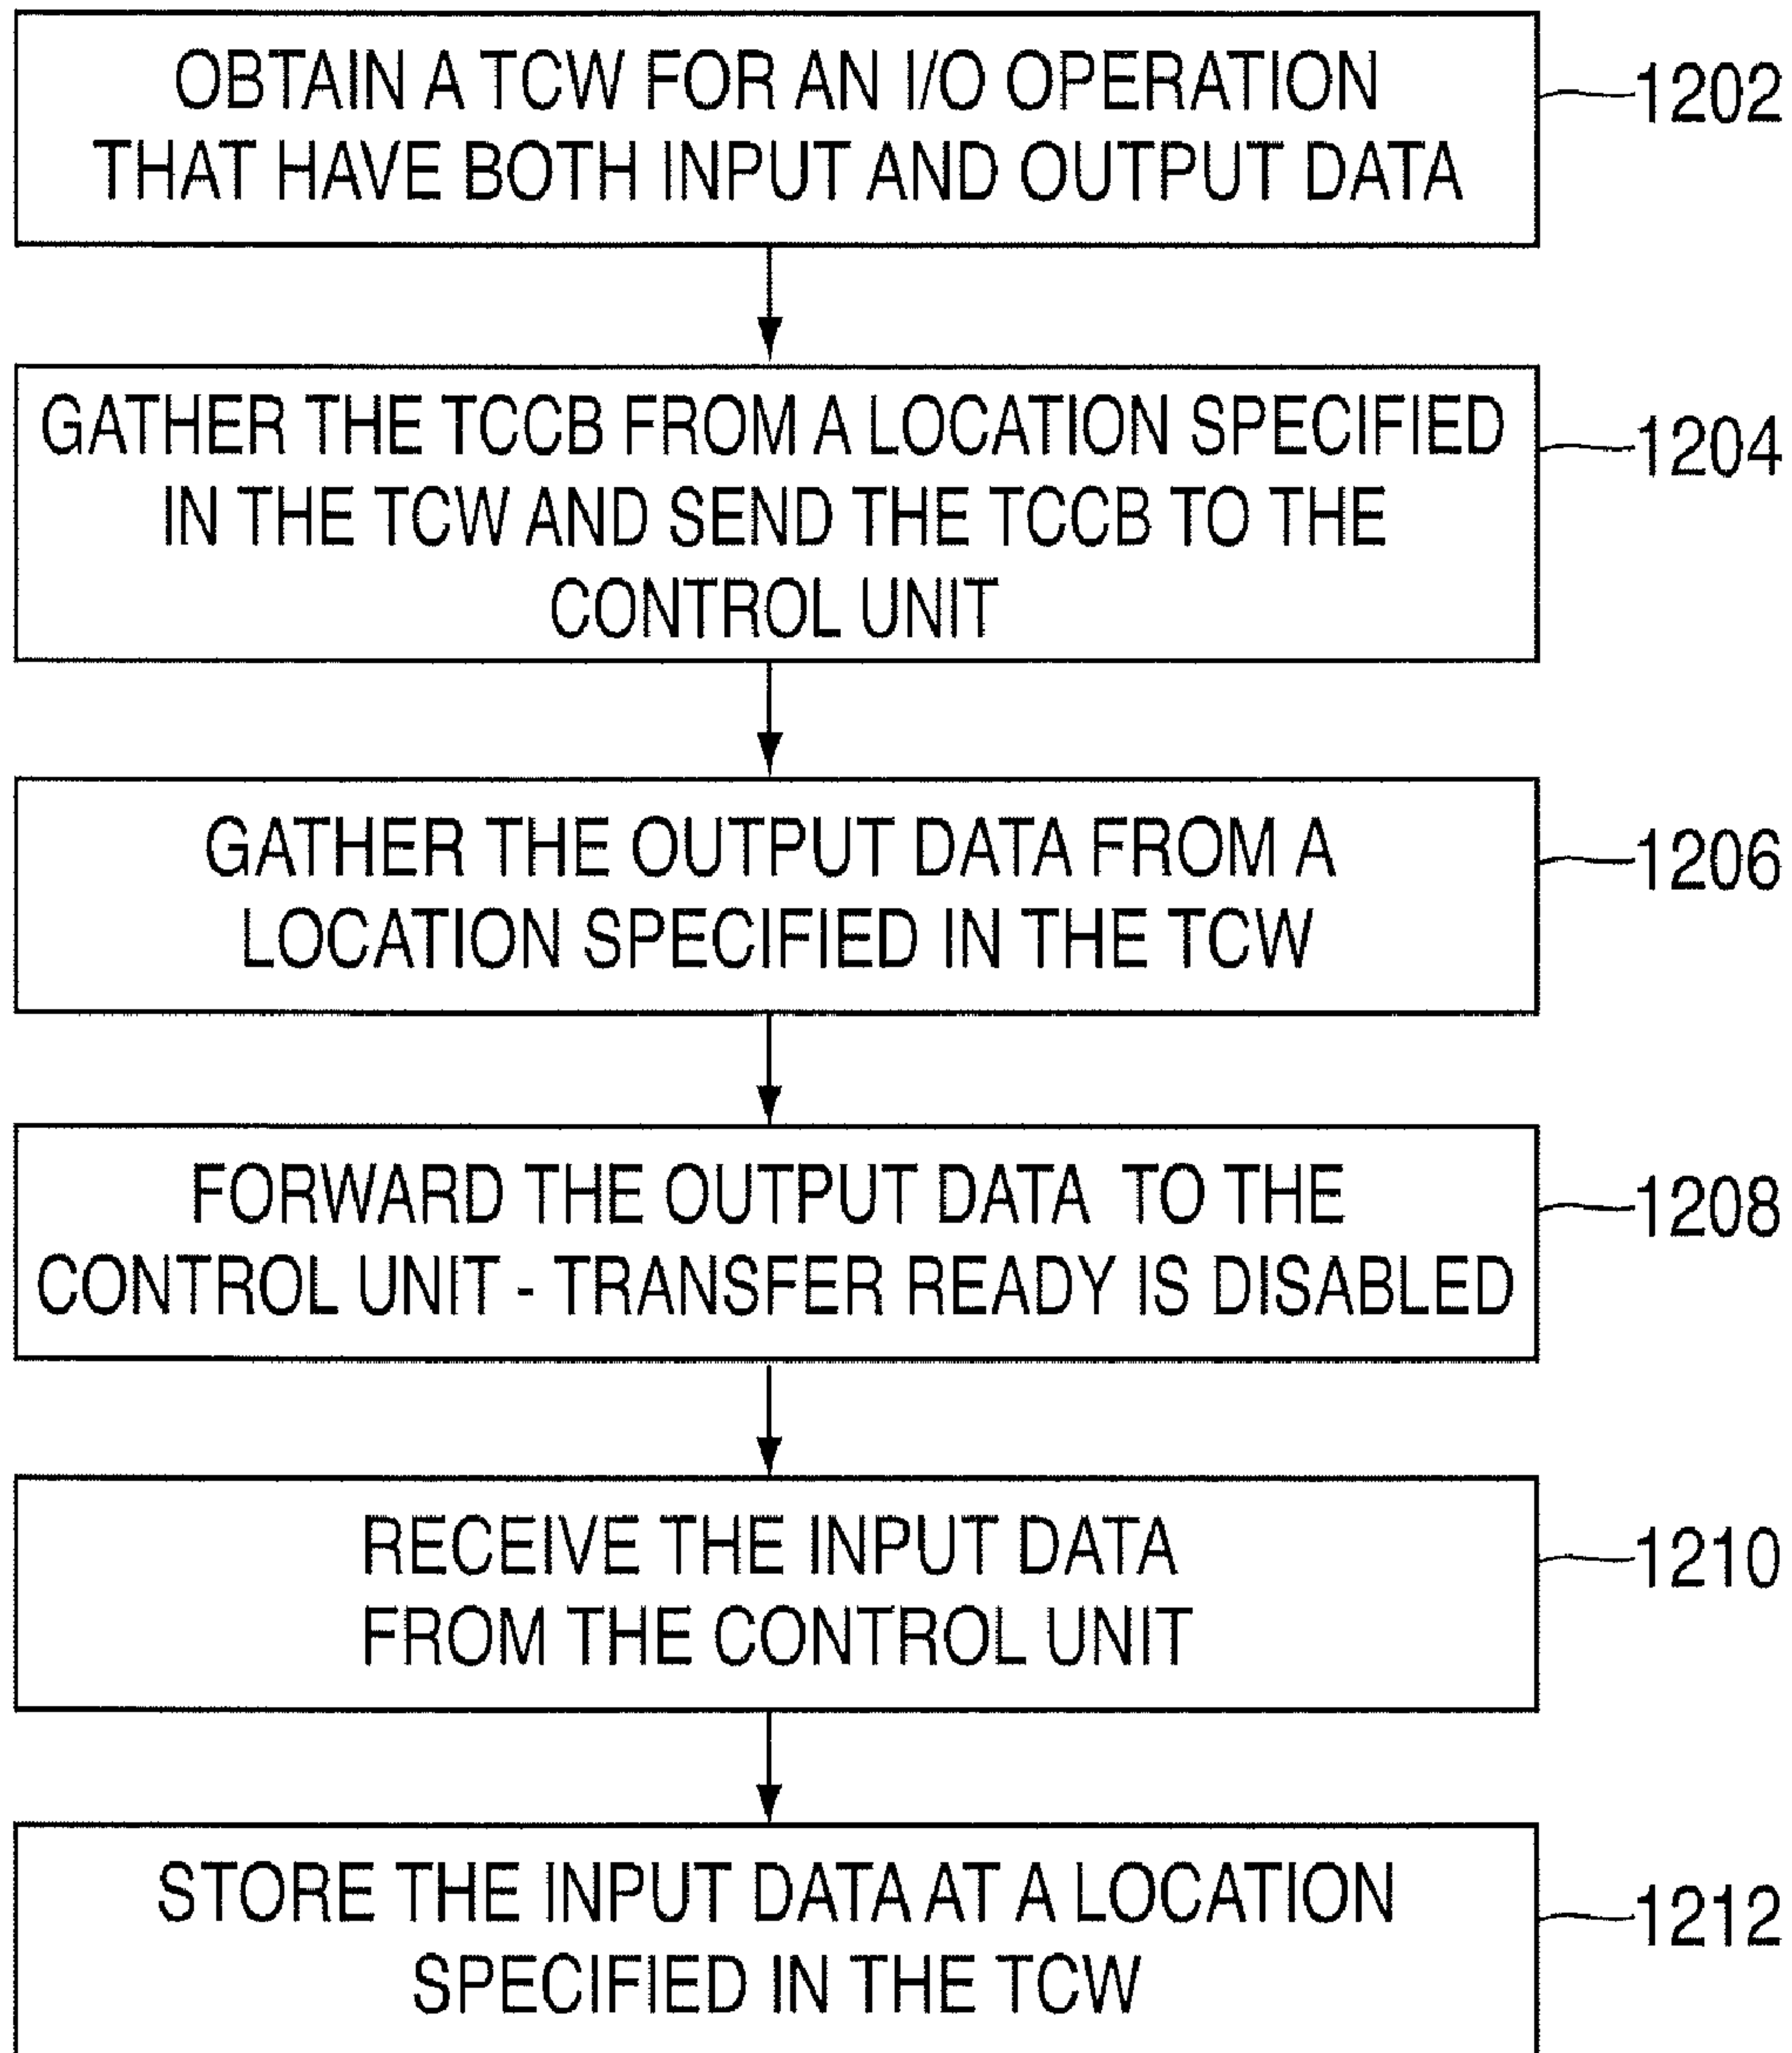 OBTAIN A TCW FOR AN I/O OPERATION
THAT HAVE BOTH INPUT AND OUTPUT DATA
1202
GATHER THE TCCB FROM A LOCATION SPECIFIED
IN THE TCW AND SEND THE TCCB TO THE
CONTROL UNIT
1204
GATHER THE OUTPUT DATA FROM A
LOCATION SPECIFIED IN THE TCW
1206
FORWARD THE OUTPUT DATA TO THE
CONTROL UNIT - TRANSFER READY IS DISABLED
1208
RECEIVE THE INPUT DATA
FROM THE CONTROL UNIT
1210
STORE THE INPUT DATA AT A LOCATION
SPECIFIED IN THE TCW
1212